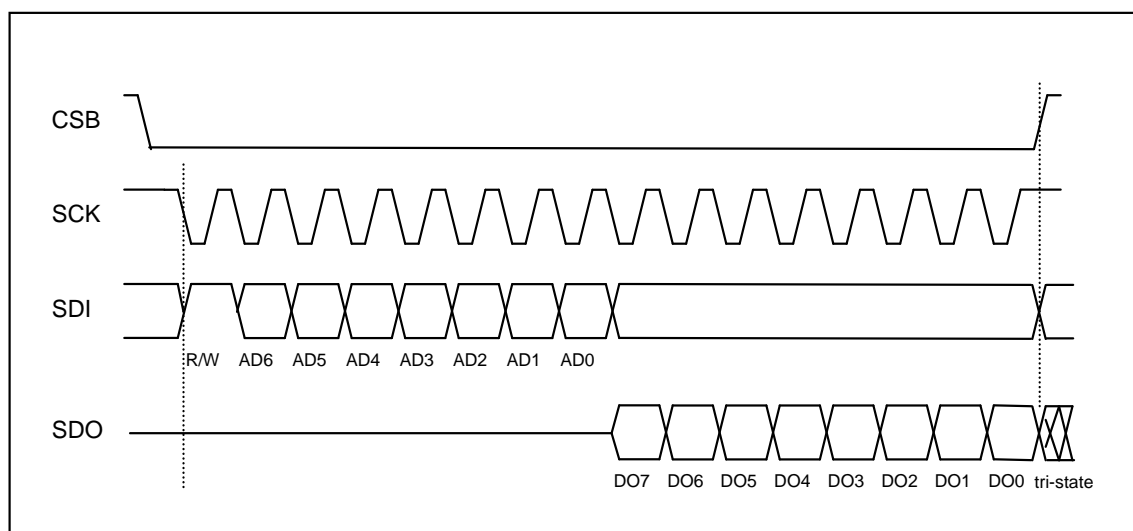 CSB
SCK
SDI
R/W AD6 AD5 AD4 AD3 AD2 AD1 AD0
SDO
DO7 DO6 DO5 DO4 DO3 DO2 DO1 DO0 tri-state